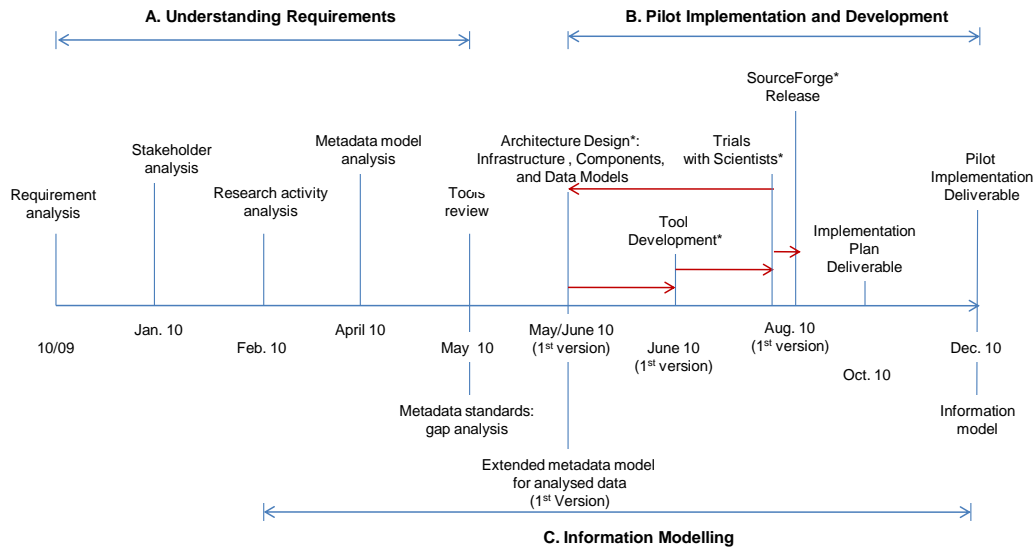 A. Understanding Requirements
B. Pilot Implementation and Development
SourceForge*
Release
Stakeholder
analysis
Metadata model
analysis
Architecture Design*:
Infrastructure , Components,
and Data Models
Trials
with Scientists*
Pilot
Implementation
Deliverable
Requirement
analysis
Research activity
analysis
Tools
review
Tool
Development*
Implementation
Plan
Deliverable
10/09
Jan. 10
Feb. 10
April 10
May 10
May/June 10
(1st version)
June 10
(1st version)
Aug. 10
(1st version)
Oct. 10
Dec. 10
Metadata standards:
gap analysis
Information
model
Extended metadata model
for analysed data
(1st Version)
C. Information Modelling